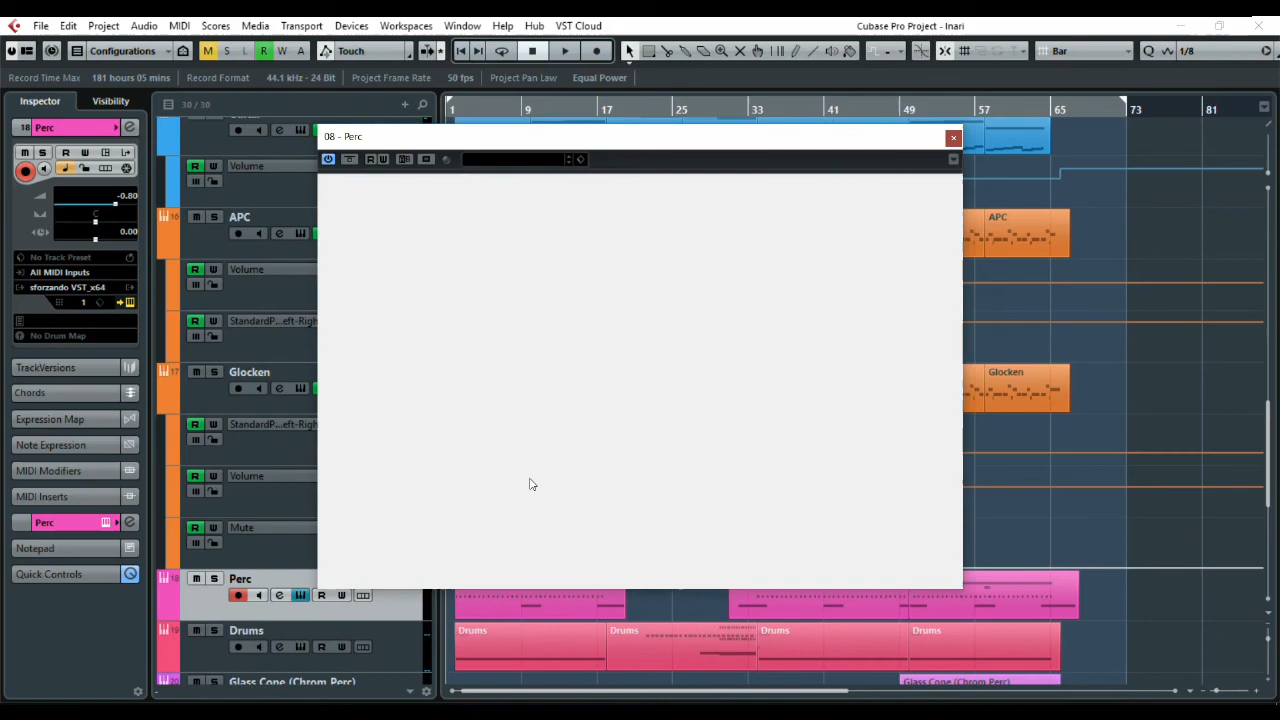 File Edit Project Audio MIDI Scores Media Transport Devices Workspaces Window Help Hub VST Cloud Cubase Pro Project - Inari
Configurations M S L R W A Touch Bar Q 1/8
Record Time Max 181 hours 05 mins Record Format 44.1 kHz - 24 Bit Project Frame Rate 50 fps Project Pan Law Equal Power
Inspector Visibility 30 / 30 1 9 17 25 33 41 49 57 65 73 81
18 Perc
M S
-0.80
C
0.00
No Track Preset
All MIDI Inputs
sforzando VST_x64
1
No Drum Map
TrackVersions
Chords
Expression Map
Note Expression
MIDI Modifiers
MIDI Inserts
Perc
Notepad
Quick Controls
R W Volume
16 M S APC
R W Volume
R W StandardP...eft-Righ
17 M S Glocken
R W StandardP...eft-Righ
R W Volume
R W Mute
18 M S Perc
R W
19 M S Drums
R W
20 M S Glass Cone (Chrom Perc)
08 - Perc
R W
APC
Glocken
Drums Drums Drums Drums
Glass Cone (Chrom Perc)